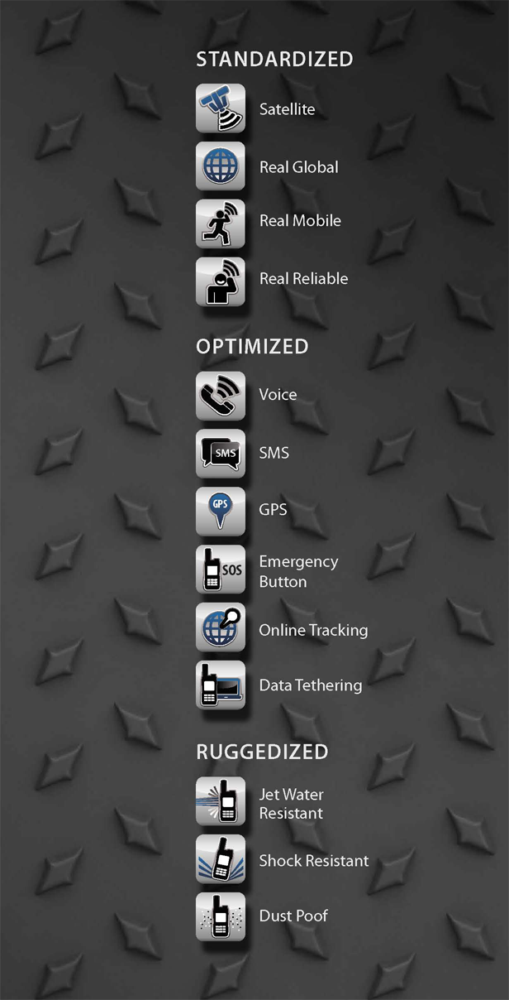 STANDARDIZED
Satellite
Real Global
Real Mobile
Real Reliable
OPTIMIZED
Voice
SMS
SMS
GPS
GPS
SOS
Emergency
Button
Online Tracking
Data Tethering
RUGGEDIZED
Jet Water
Resistant
Shock Resistant
Dust Poof